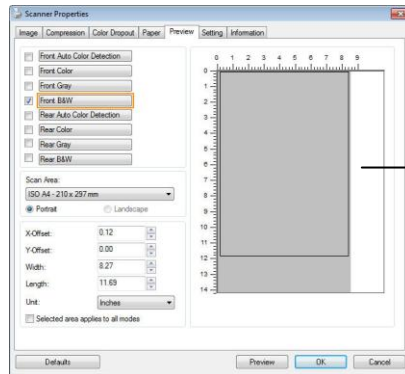 Scanner Properties
Image Compression Color Dropout Paper Preview Setting Information
Front Auto Color Detection
Front Color
Front Gray
Front B&W
Rear Auto Color Detection
Rear Color
Rear Gray
Rear B&W
Scan Area:
ISO A4 - 210 x 297 mm
Portrait Landscape
X-Offset: 0.12
Y-Offset: 0.00
Width: 8.27
Length: 11.69
Unit: Inches
Selected area applies to all modes
0 1 2 3 4 5 6 7 8 9
0
1
2
3
4
5
6
7
8
9
10
11
12
13
14
Defaults Preview OK Cancel